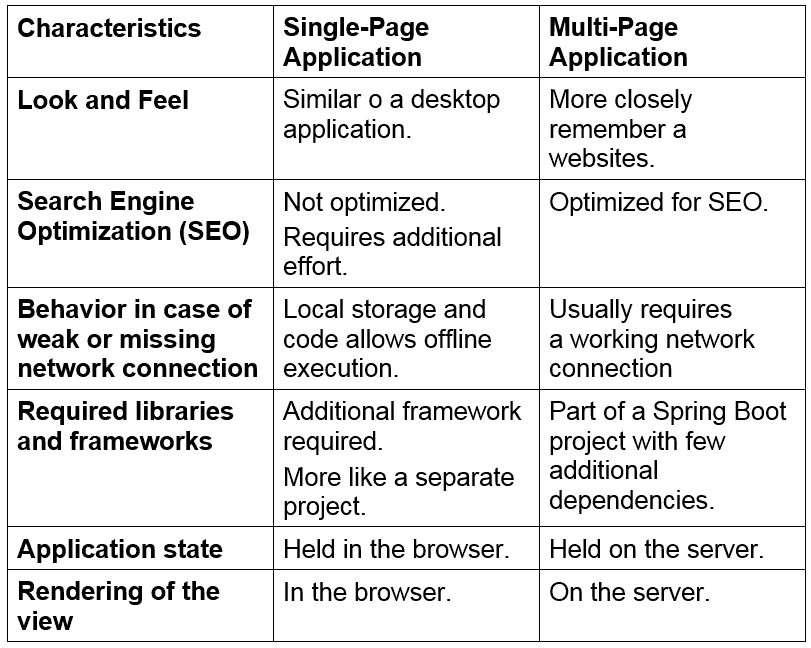 Characteristics
Single-Page
Application
Multi-Page
Application
Look and Feel
Similar o a desktop
application.
More closely
remember a
websites.
Search Engine
Optimization (SEO)
Not optimized.
Requires additional
effort.
Optimized for SEO.
Behavior in case of
weak or missing
network connection
Local storage and
code allows offline
execution.
Usually requires
a working network
connection
Required libraries
and frameworks
Additional framework
required.
More like a separate
project.
Part of a Spring Boot
project with few
additional
dependencies.
Application state
Held in the browser.
Held on the server.
Rendering of the
view
In the browser.
On the server.